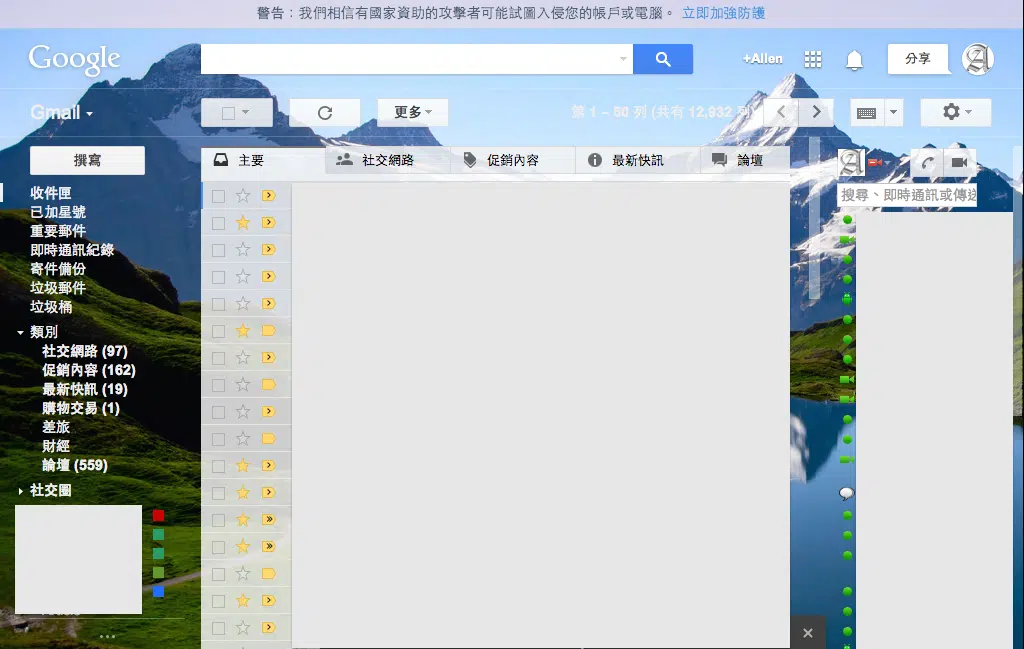 警告：我們相信有國家資助的攻擊者可能試圖入侵您的帳戶或電腦。 立即加強防護
Google
+Allen
分享
Gmail
更多
第 1 – 50 列 (共有 12,932 列)
撰寫
主要
社交網路
促銷內容
最新快訊
論壇
搜尋、即時通訊或傳送
收件匣
已加星號
重要郵件
即時通訊紀錄
寄件備份
垃圾郵件
垃圾桶
類別
社交網路 (97)
促銷內容 (162)
最新快訊 (19)
購物交易 (1)
差旅
財經
論壇 (559)
社交圈